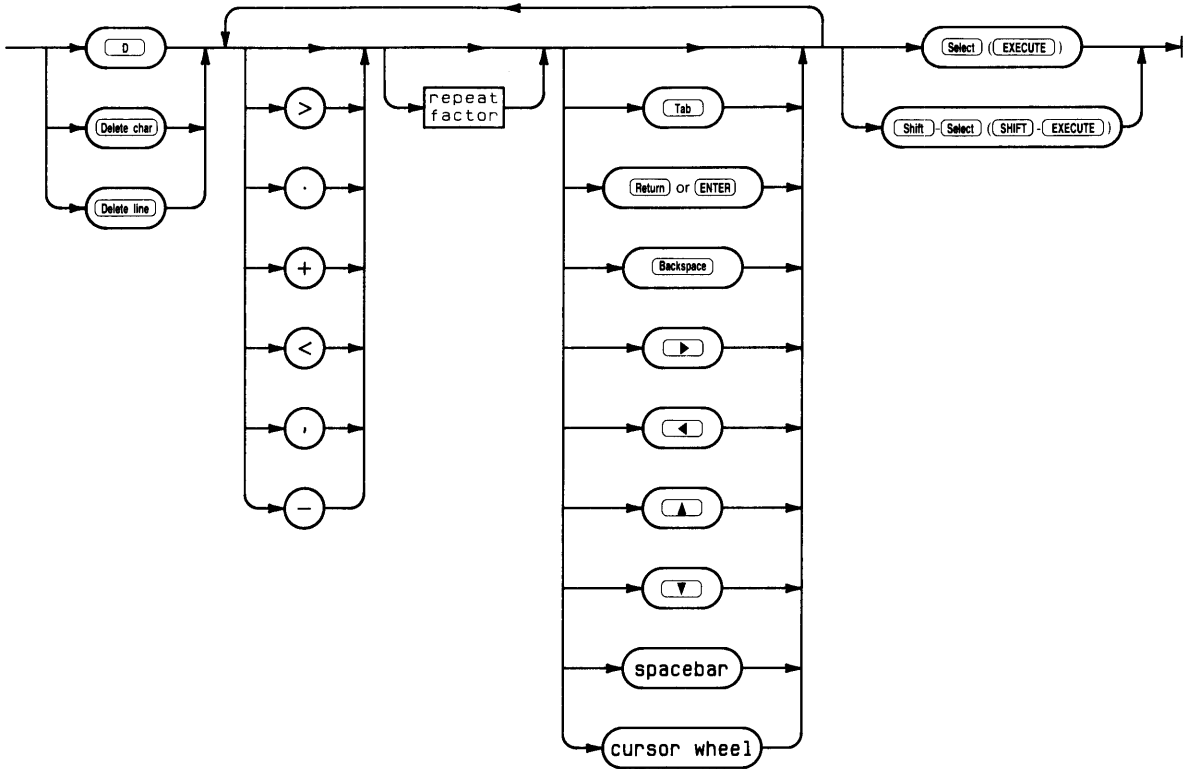 D
Delete char
Delete line
>
.
+
<
,
-
repeat
factor
Tab
Return or ENTER
Backspace
▶
◀
▲
▼
spacebar
cursor wheel
Select ( EXECUTE )
Shift - Select ( SHIFT - EXECUTE )